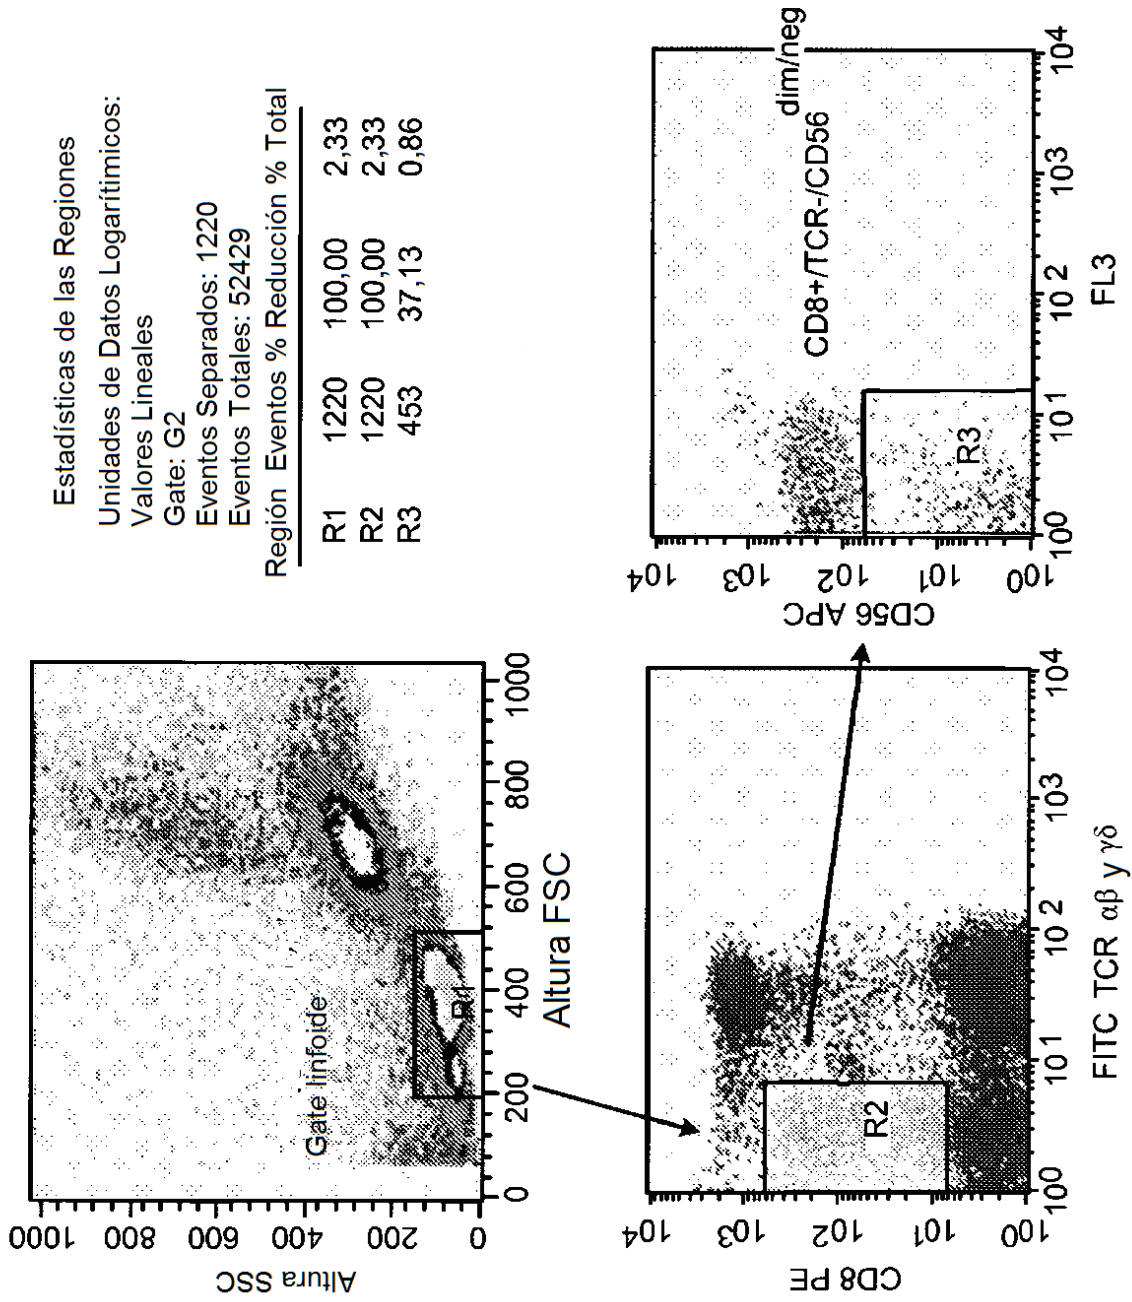 Estadísticas de las Regiones
Unidades de Datos Logarítimicos:
Valores Lineales
Gate: G2
Eventos Separados: 1220
Eventos Totales: 52429
Región Eventos % Reducción % Total
R1 1220 100,00 2,33
R2 1220 100,00 2,33
R3 453 37,13 0,86
1000
800
600
400
200
0
Altura SSC
Gate linfoide
R1
0 200 400 600 800 1000
Altura FSC
10⁴
10³
10²
10¹
10⁰
CD8 PE
R2
10⁰ 10¹ 10² 10³ 10⁴
FITC TCR αβ y γδ
10⁴
10³
10²
10¹
10⁰
CD56 APC
CD8+/TCR-/CD56 dim/neg
R3
10⁰ 10¹ 10² 10³ 10⁴
FL3